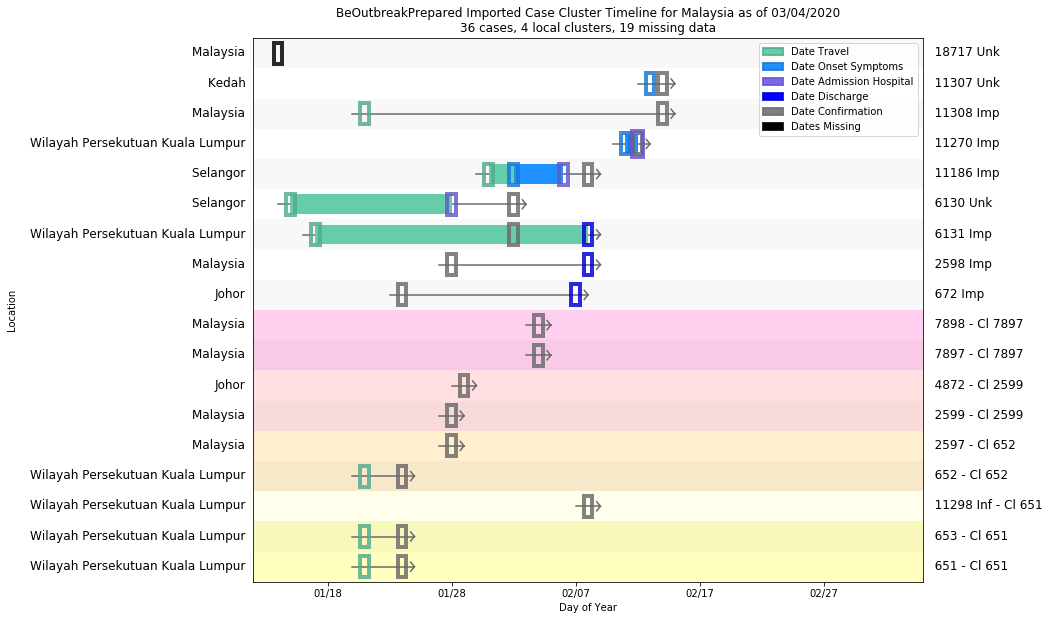 BeOutbreakPrepared Imported Case Cluster Timeline for Malaysia as of 03/04/2020
36 cases, 4 local clusters, 19 missing data
Date Travel
Date Onset Symptoms
Date Admission Hospital
Date Discharge
Date Confirmation
Dates Missing
Location
Malaysia 18717 Unk
Kedah 11307 Unk
Malaysia 11308 Imp
Wilayah Persekutuan Kuala Lumpur 11270 Imp
Selangor 11186 Imp
Selangor 6130 Unk
Wilayah Persekutuan Kuala Lumpur 6131 Imp
Malaysia 2598 Imp
Johor 672 Imp
Malaysia 7898 - Cl 7897
Malaysia 7897 - Cl 7897
Johor 4872 - Cl 2599
Malaysia 2599 - Cl 2599
Malaysia 2597 - Cl 652
Wilayah Persekutuan Kuala Lumpur 652 - Cl 652
Wilayah Persekutuan Kuala Lumpur 11298 Inf - Cl 651
Wilayah Persekutuan Kuala Lumpur 653 - Cl 651
Wilayah Persekutuan Kuala Lumpur 651 - Cl 651
01/18 01/28 02/07 02/17 02/27
Day of Year